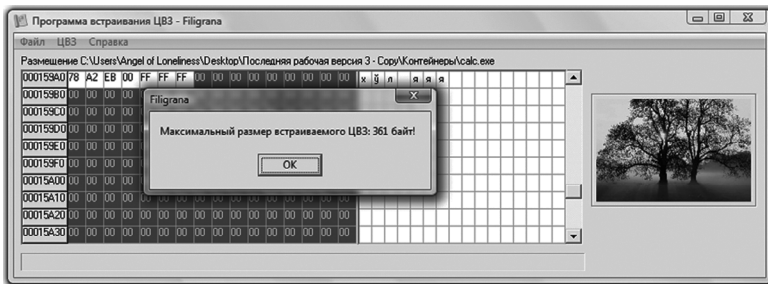 Программа встраивания ЦВЗ - Filigrana
Файл ЦВЗ Справка
Размещение C:\Users\Angel of Loneliness\Desktop\Последняя рабочая версия 3 - Copy\Контейнеры\calc.exe
000159A0 78 A2 EB 00 FF FF FF 00 00 00 00 00 00 00 00 00 x ў л я я я
000159B0 00 00 00
000159C0 00 00 00
000159D0 00 00 00
000159E0 00 00 00
000159F0 00 00 00
00015A00 00 00 00
00015A10 00 00 00 00 00 00 00 00 00 00 00 00 00 00 00 00
00015A20 00 00 00 00 00 00 00 00 00 00 00 00 00 00 00 00
00015A30 00 00 00 00 00 00 00 00 00 00 00 00 00 00 00 00
Filigrana
Максимальный размер встраиваемого ЦВЗ: 361 байт!
OK